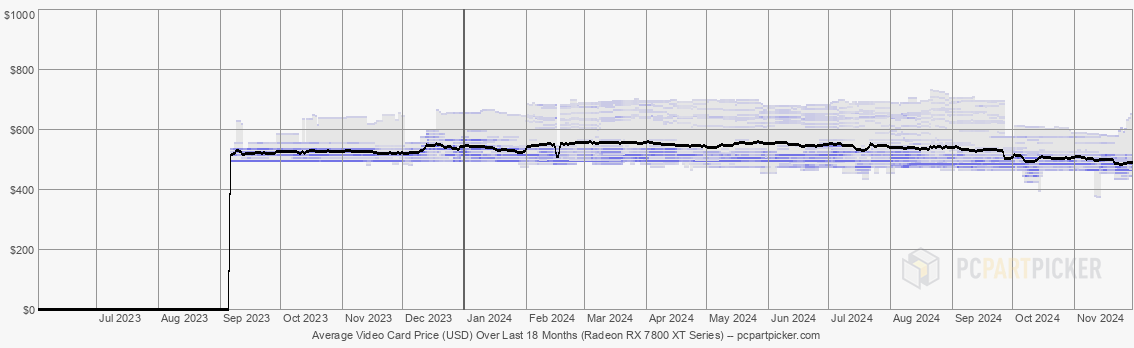 $1000
$800
$600
$400
$200
$0
Jul 2023 Aug 2023 Sep 2023 Oct 2023 Nov 2023 Dec 2023 Jan 2024 Feb 2024 Mar 2024 Apr 2024 May 2024 Jun 2024 Jul 2024 Aug 2024 Sep 2024 Oct 2024 Nov 2024
Average Video Card Price (USD) Over Last 18 Months (Radeon RX 7800 XT Series) -- pcpartpicker.com
PCPARTPICKER